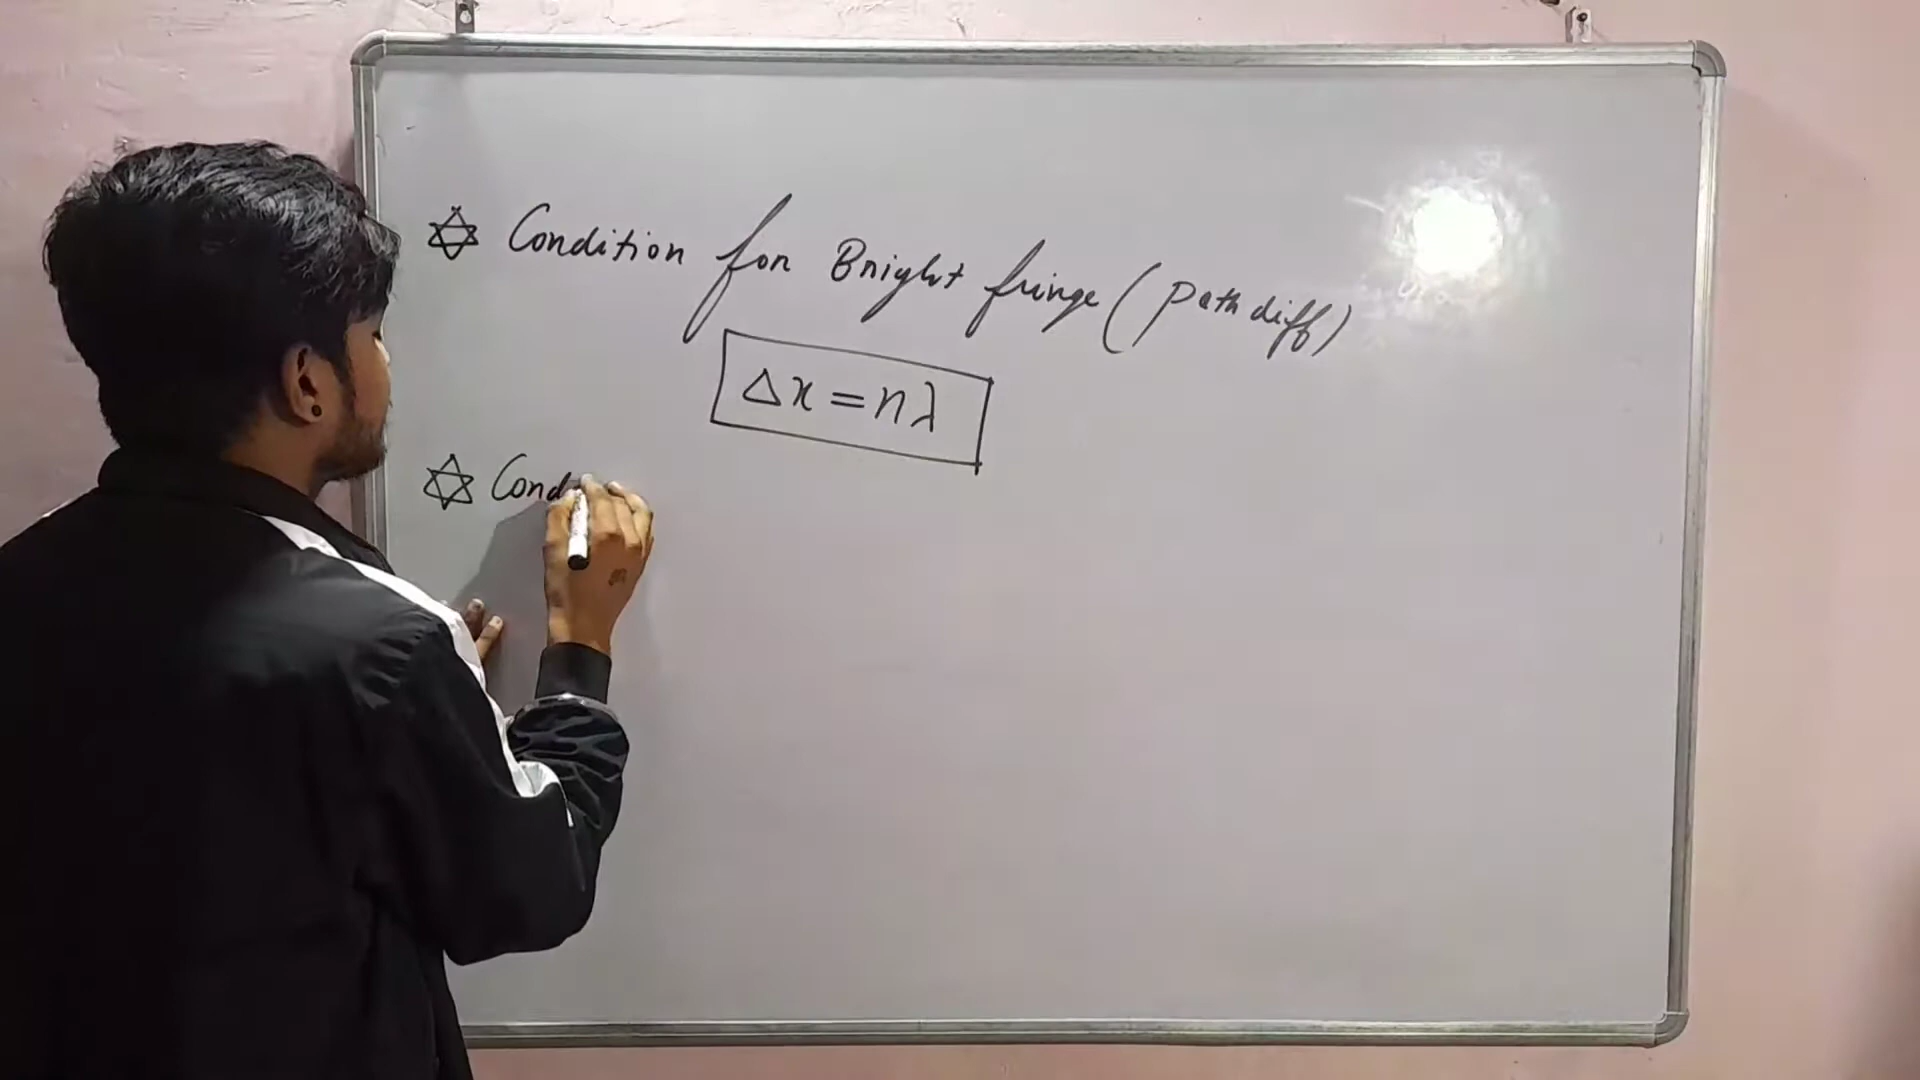 ✡ Condition for Bright fringe (Path diff)
Δx = nλ
✡ Cond